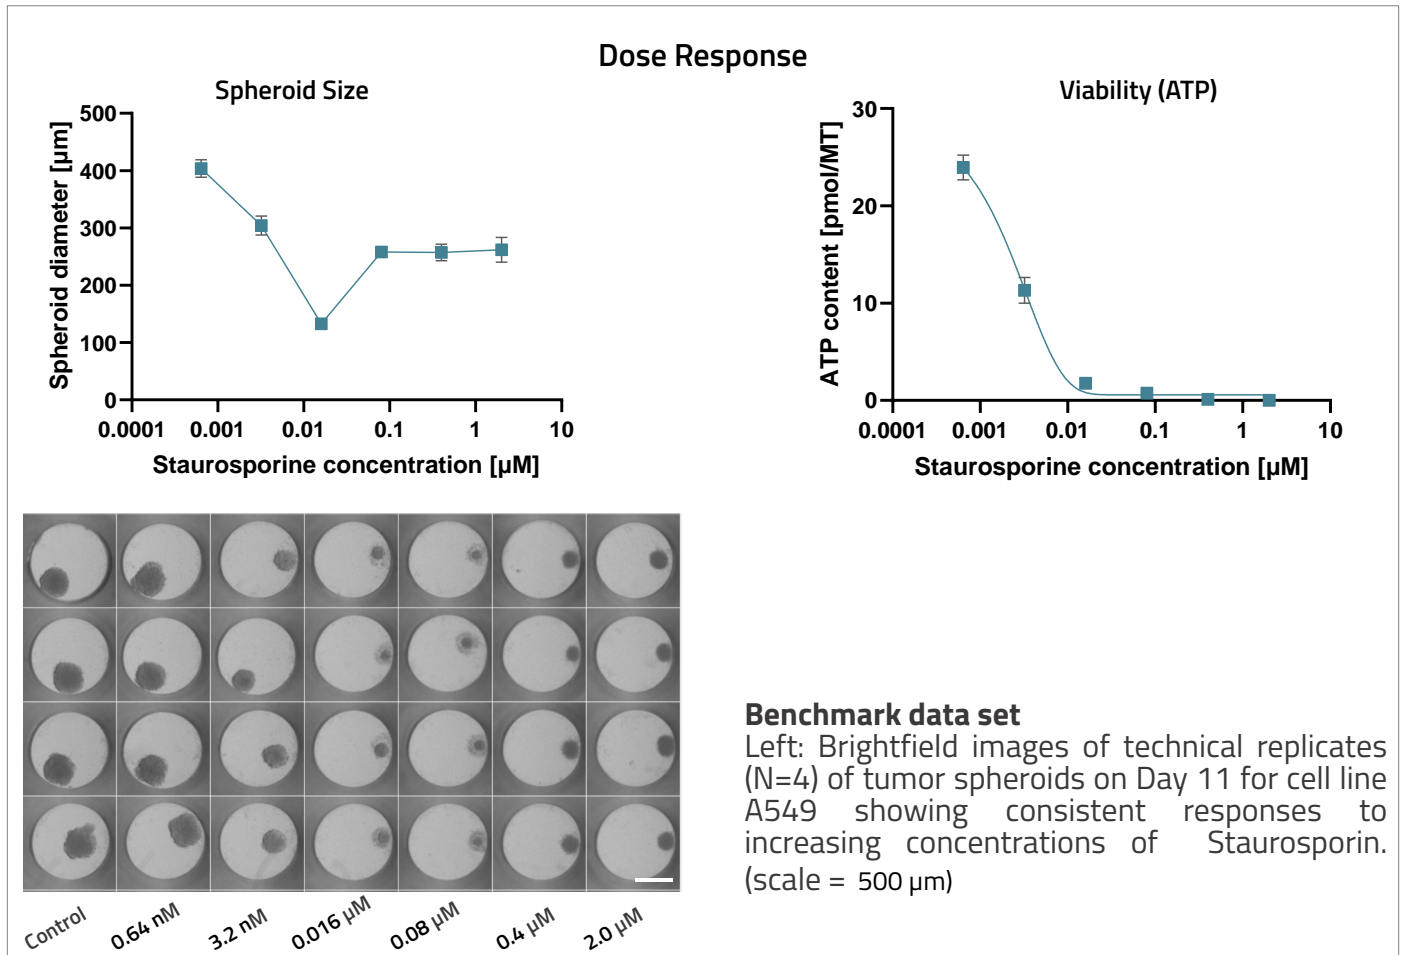 Dose Response
Spheroid Size
500
400
300
200
100
0
Spheroid diameter [µm]
0.0001 0.001 0.01 0.1 1 10
Staurosporine concentration [µM]
Viability (ATP)
30
20
10
0
ATP content [pmol/MT]
0.0001 0.001 0.01 0.1 1 10
Staurosporine concentration [µM]
Control 0.64 nM 3.2 nM 0.016 µM 0.08 µM 0.4 µM 2.0 µM
Benchmark data set
Left: Brightfield images of technical replicates
(N=4) of tumor spheroids on Day 11 for cell line
A549 showing consistent responses to
increasing concentrations of Staurosporin.
(scale = 500 µm)